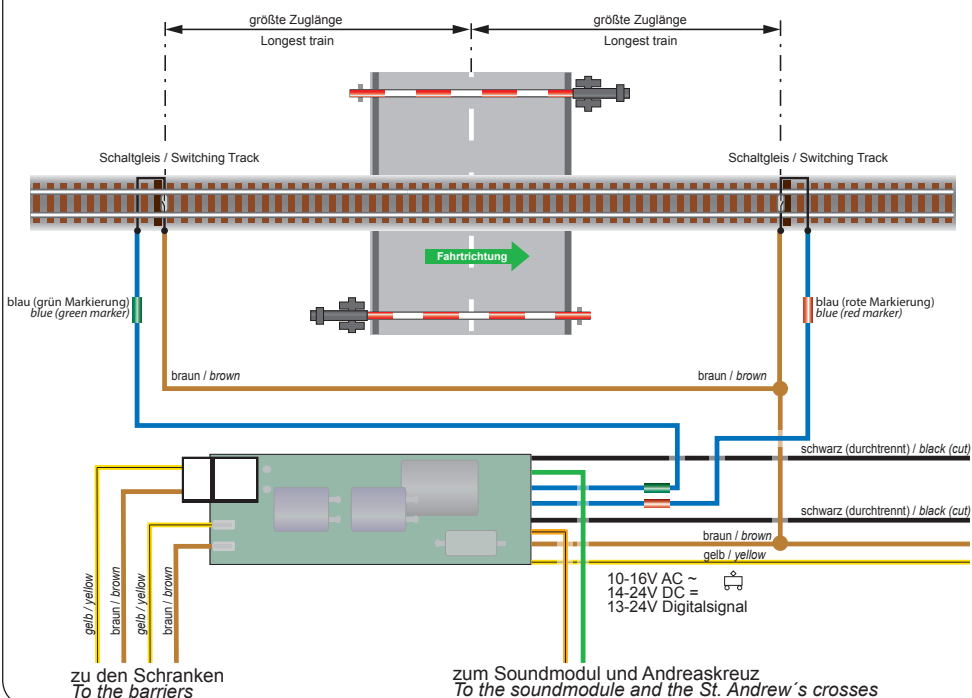 größte Zuglänge
größte Zuglänge
Longest train
Longest train
Schaltgleis / Switching Track
Schaltgleis / Switching Track
Fahrtrichtung
blau (grün Markierung)
blue (green marker)
blau (rote Markierung)
blue (red marker)
braun / brown
braun / brown
schwarz (durchtrennt) / black (cut)
schwarz (durchtrennt) / black (cut)
braun / brown
gelb / yellow
10-16V AC ~
14-24V DC =
13-24V Digitalsignal
gelb / yellow
braun / brown
gelb / yellow
braun / brown
zu den Schranken
To the barriers
zum Soundmodul und Andreaskreuz
To the soundmodule and the St. Andrew´s crosses